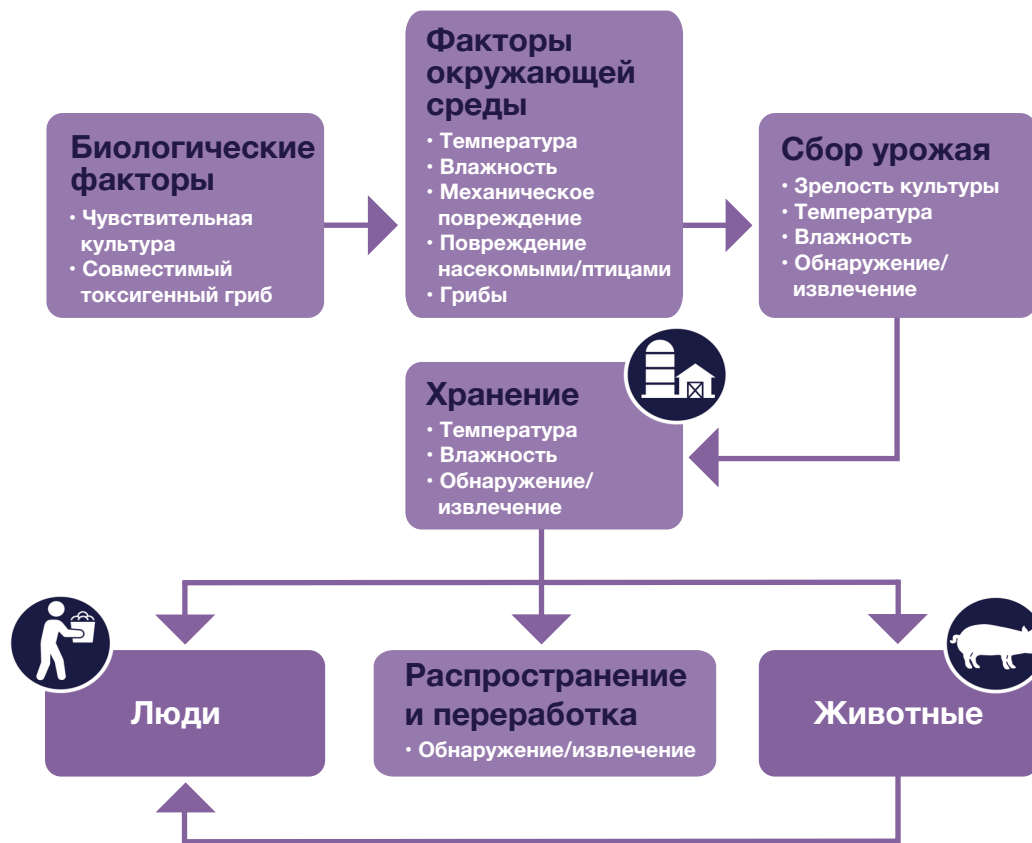 Биологические
факторы
· Чувствительная
культура
· Совместимый
токсигенный гриб
Факторы
окружающей
среды
· Температура
· Влажность
· Механическое
повреждение
· Повреждение
насекомыми/птицами
· Грибы
Сбор урожая
· Зрелость культуры
· Температура
· Влажность
· Обнаружение/
извлечение
Хранение
· Температура
· Влажность
· Обнаружение/
извлечение
Люди
Распространение
и переработка
· Обнаружение/извлечение
Животные